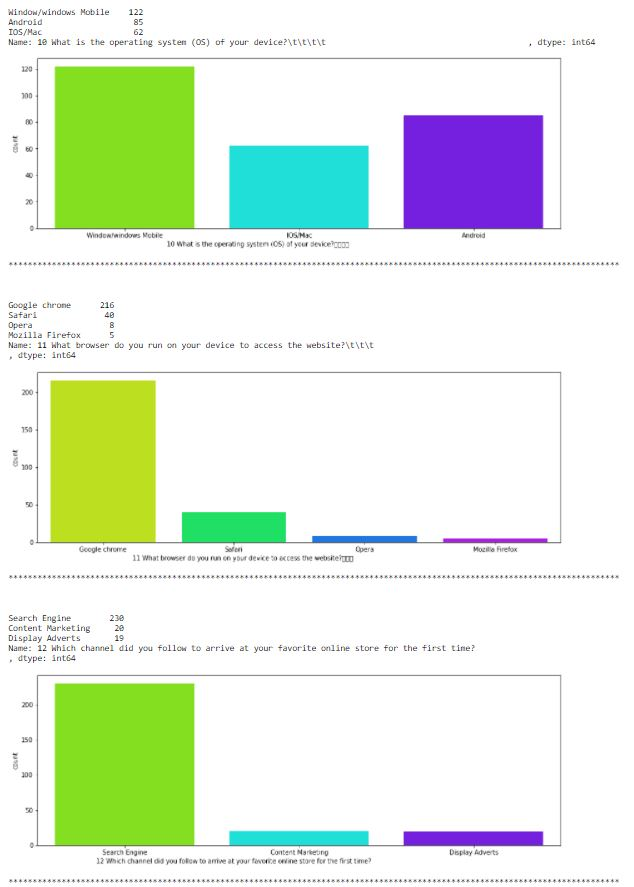 Window/windows Mobile 122
Android 85
IOS/Mac 62
Name: 10 What is the operating system (OS) of your device?\t\t\t\t , dtype: int64
120
100
80
60
40
20
0
count
Window/windows Mobile IOS/Mac Android
10 What is the operating system (OS) of your device?□□□□
********************************************************************************************************************************
Google chrome 216
Safari 40
Opera 8
Mozilla Firefox 5
Name: 11 What browser do you run on your device to access the website?\t\t\t
, dtype: int64
200
150
100
50
0
count
Google chrome Safari Opera Mozilla Firefox
11 What browser do you run on your device to access the website?□□□
********************************************************************************************************************************
Search Engine 230
Content Marketing 20
Display Adverts 19
Name: 12 Which channel did you follow to arrive at your favorite online store for the first time?
, dtype: int64
200
150
100
50
0
count
Search Engine Content Marketing Display Adverts
12 Which channel did you follow to arrive at your favorite online store for the first time?
********************************************************************************************************************************